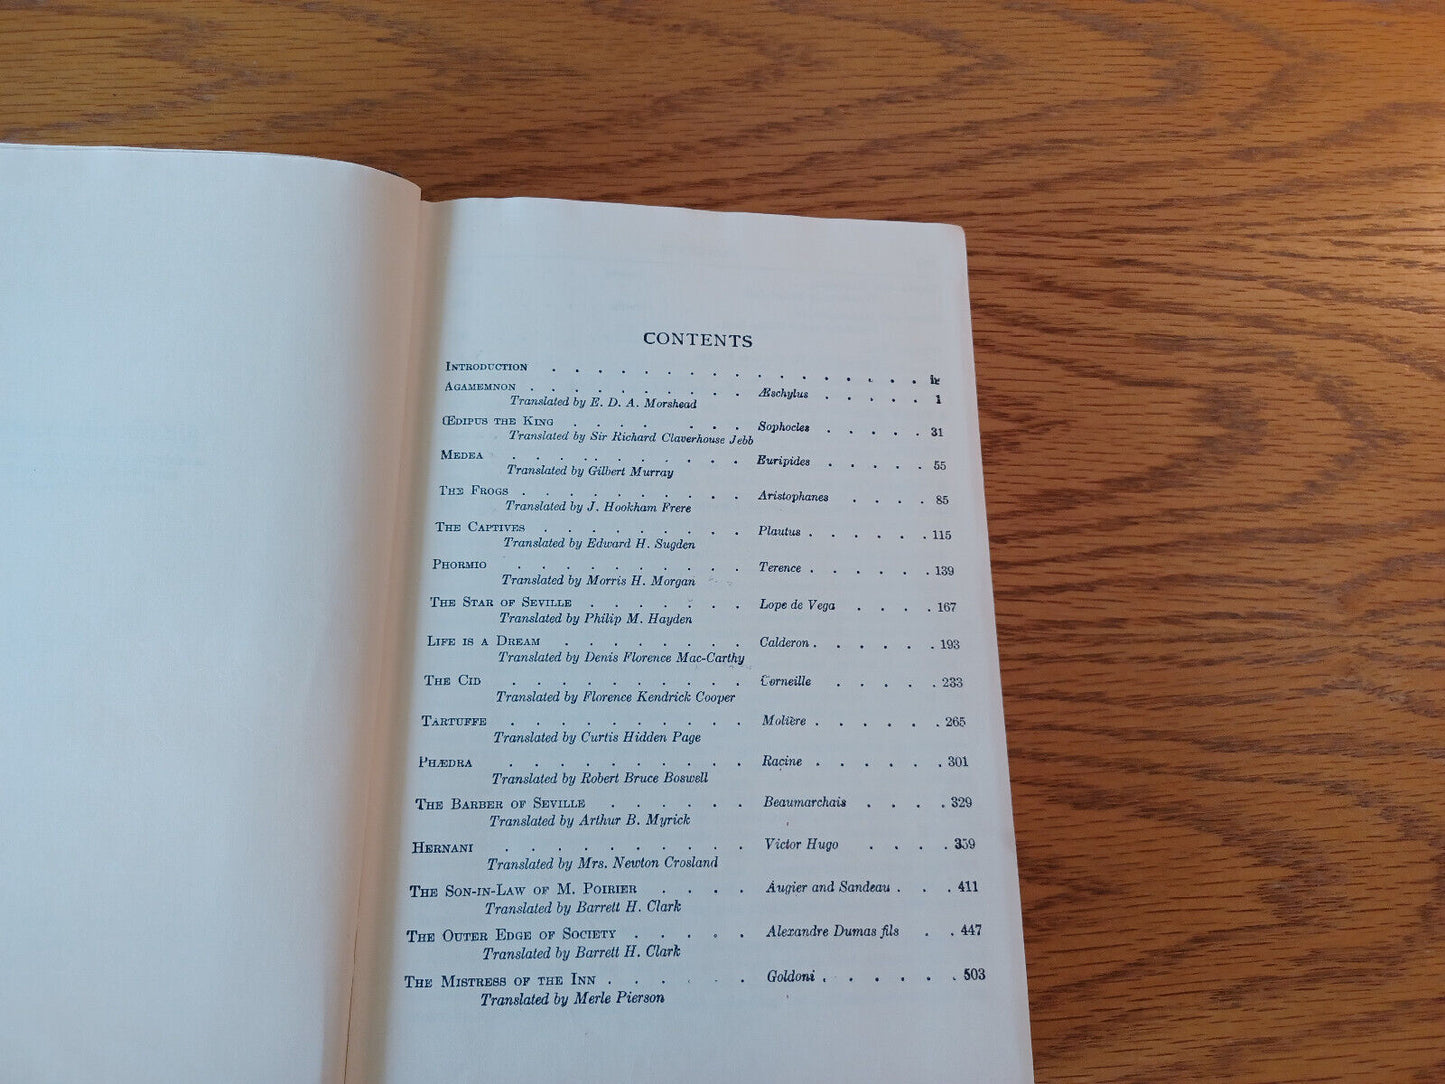 CONTENTS
INTRODUCTION . . . . . . . . . . . . . . . . .
AGAMEMNON . . . . . . . . . . Æschylus . . . . . 1
Translated by E. D. A. Morshead
ŒDIPUS THE KING . . . . . . . Sophocles . . . . . 31
Translated by Sir Richard Claverhouse Jebb
MEDEA . . . . . . . . . . Euripides . . . . . 55
Translated by Gilbert Murray
THE FROGS . . . . . . . . . . Aristophanes . . . . 85
Translated by J. Hookham Frere
THE CAPTIVES . . . . . . . . . Plautus . . . . . . 115
Translated by Edward H. Sugden
PHORMIO . . . . . . . . . . Terence . . . . . . 139
Translated by Morris H. Morgan
THE STAR OF SEVILLE . . . . . . . Lope de Vega . . . . 167
Translated by Philip M. Hayden
LIFE IS A DREAM . . . . . . . . Calderon . . . . . . 193
Translated by Denis Florence Mac-Carthy
THE CID . . . . . . . . . . Corneille . . . . . 233
Translated by Florence Kendrick Cooper
TARTUFFE . . . . . . . . . . Molière . . . . . . 265
Translated by Curtis Hidden Page
PHÆDRA . . . . . . . . . . Racine . . . . . . 301
Translated by Robert Bruce Boswell
THE BARBER OF SEVILLE . . . . . . Beaumarchais . . . . 329
Translated by Arthur B. Myrick
HERNANI . . . . . . . . . . Victor Hugo . . . . 359
Translated by Mrs. Newton Crosland
THE SON-IN-LAW OF M. POIRIER . . . . Augier and Sandeau . . . 411
Translated by Barrett H. Clark
THE OUTER EDGE OF SOCIETY . . . . . Alexandre Dumas fils . . 447
Translated by Barrett H. Clark
THE MISTRESS OF THE INN . . . . . . Goldoni . . . . . . 503
Translated by Merle Pierson